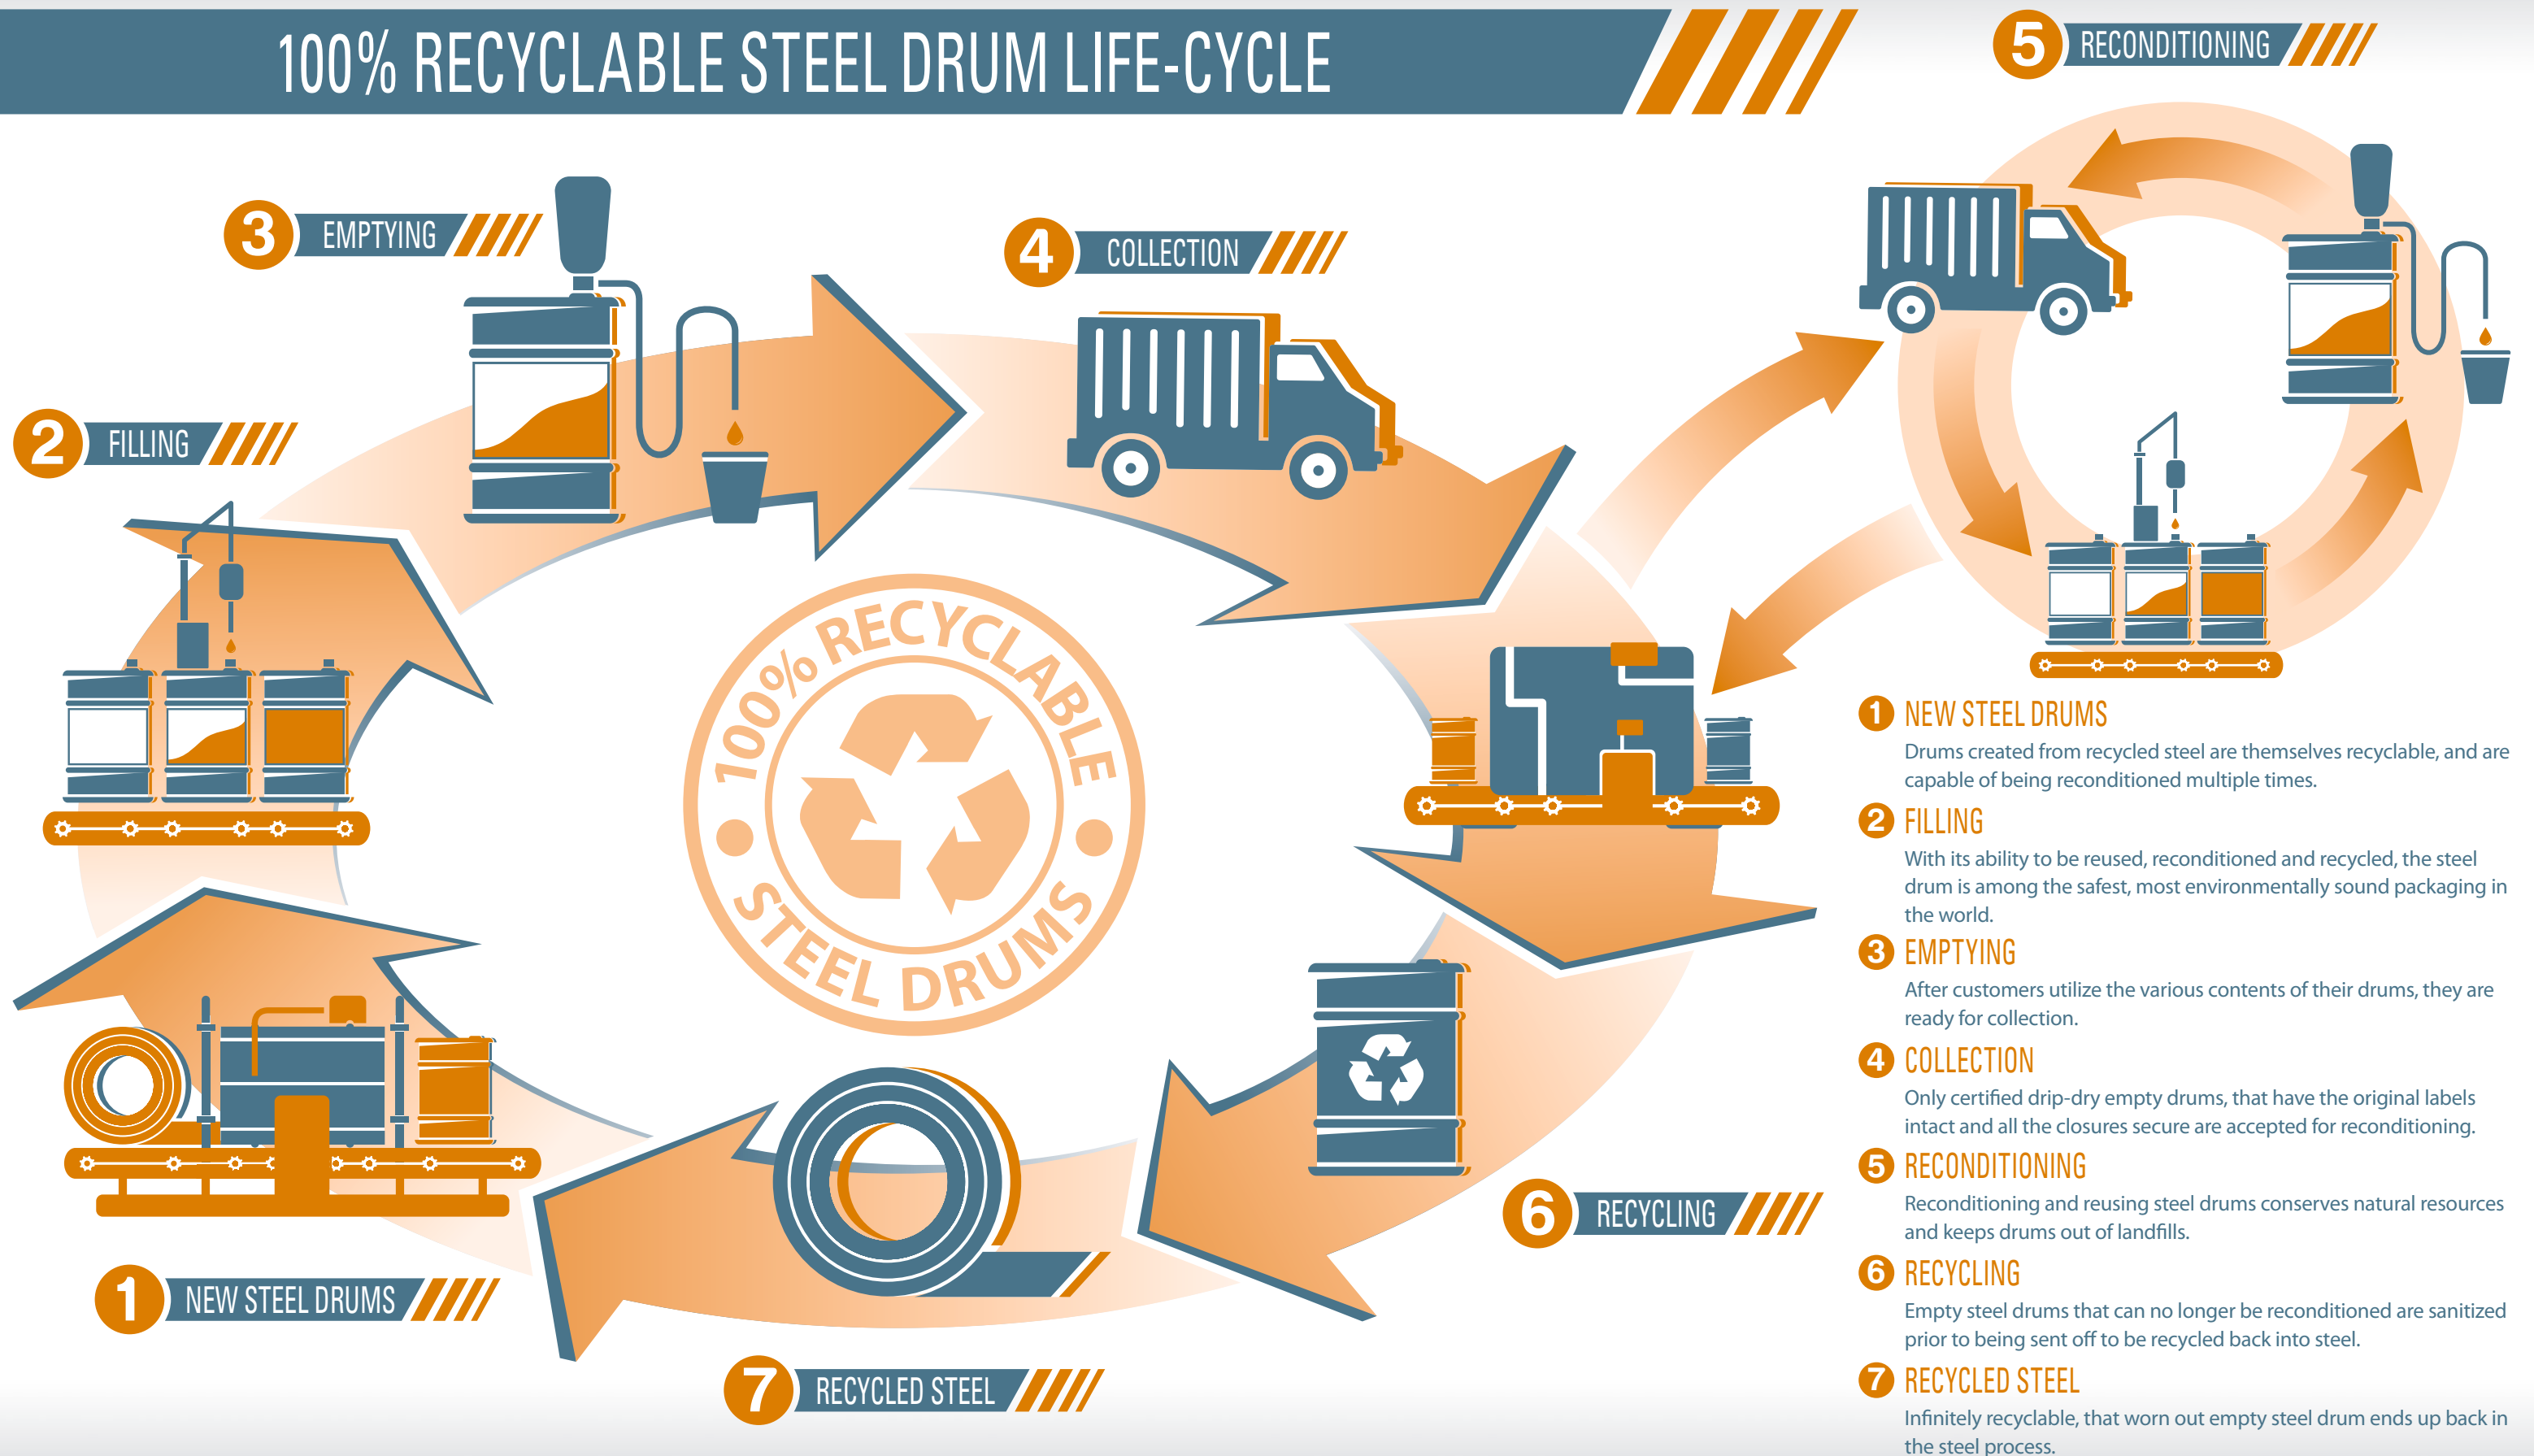 100% RECYCLABLE STEEL DRUM LIFE-CYCLE
5 RECONDITIONING
3 EMPTYING
4 COLLECTION
2 FILLING
100% RECYCLABLE
STEEL DRUMS
6 RECYCLING
1 NEW STEEL DRUMS
7 RECYCLED STEEL
1 NEW STEEL DRUMS
Drums created from recycled steel are themselves recyclable, and are
capable of being reconditioned multiple times.
2 FILLING
With its ability to be reused, reconditioned and recycled, the steel
drum is among the safest, most environmentally sound packaging in
the world.
3 EMPTYING
After customers utilize the various contents of their drums, they are
ready for collection.
4 COLLECTION
Only certified drip-dry empty drums, that have the original labels
intact and all the closures secure are accepted for reconditioning.
5 RECONDITIONING
Reconditioning and reusing steel drums conserves natural resources
and keeps drums out of landfills.
6 RECYCLING
Empty steel drums that can no longer be reconditioned are sanitized
prior to being sent off to be recycled back into steel.
7 RECYCLED STEEL
Infinitely recyclable, that worn out empty steel drum ends up back in
the steel process.